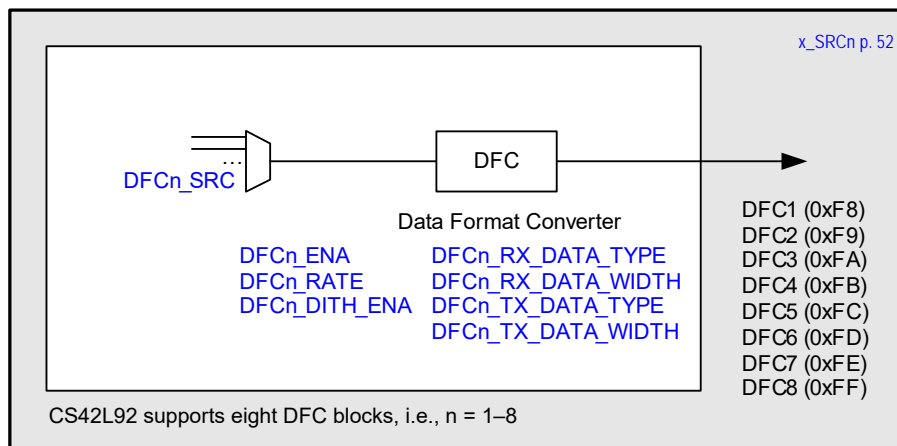 x_SRCn p. 52
...
DFCn_SRC
DFC
Data Format Converter
DFCn_ENA
DFCn_RATE
DFCn_DITH_ENA
DFCn_RX_DATA_TYPE
DFCn_RX_DATA_WIDTH
DFCn_TX_DATA_TYPE
DFCn_TX_DATA_WIDTH
DFC1 (0xF8)
DFC2 (0xF9)
DFC3 (0xFA)
DFC4 (0xFB)
DFC5 (0xFC)
DFC6 (0xFD)
DFC7 (0xFE)
DFC8 (0xFF)
CS42L92 supports eight DFC blocks, i.e., n = 1–8